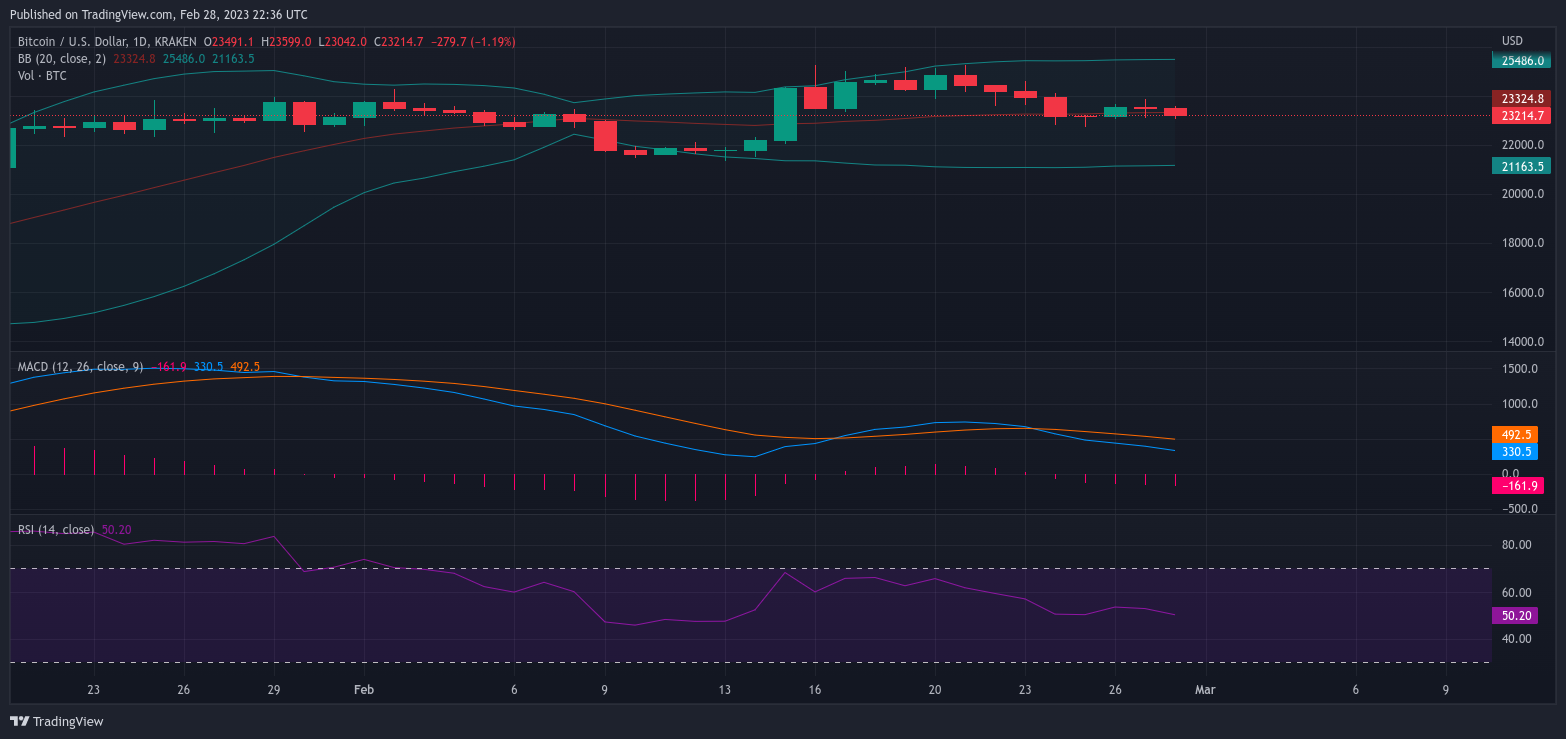 Published on TradingView.com, Feb 28, 2023 22:36 UTC
Bitcoin / U.S. Dollar, 1D, KRAKEN O23491.1 H23599.0 L23042.0 C23214.7 −279.7 (−1.19%)
USD
BB (20, close, 2) 23324.8 25486.0 21163.5
25486.0
Vol · BTC
23324.8
23214.7
22000.0
21163.5
20000.0
18000.0
16000.0
14000.0
MACD (12, 26, close, 9) −161.9 330.5 492.5
1500.0
1000.0
492.5
330.5
0.0
−161.9
−500.0
RSI (14, close) 50.20
80.00
60.00
50.20
40.00
23 26 29 Feb 6 9 13 16 20 23 26 Mar 6 9
TradingView